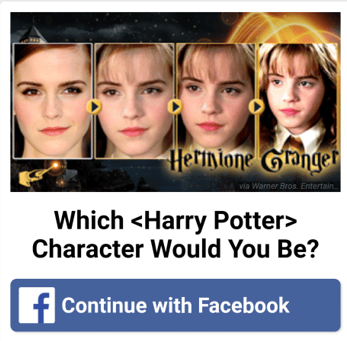 Hermione Granger
via Warner Bros. Entertain..
Which <Harry Potter>
Character Would You Be?
f Continue with Facebook